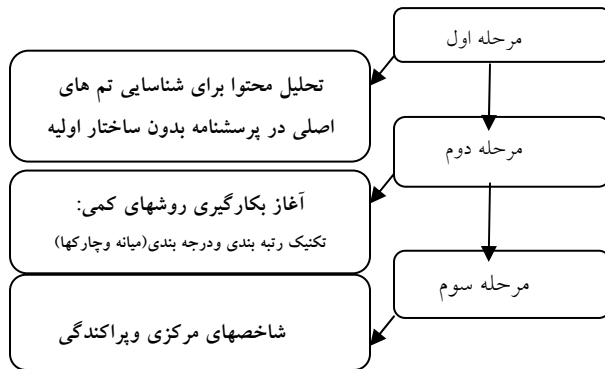 مرحله اول
تحلیل محتوا برای شناسایی تم های
اصلی در پرسشنامه بدون ساختار اولیه
مرحله دوم
آغاز بکارگیری روشهای کمی:
تکنیک رتبه بندی ودرجه بندی(میانه وچارکها)
مرحله سوم
شاخصهای مرکزی وپراکندگی